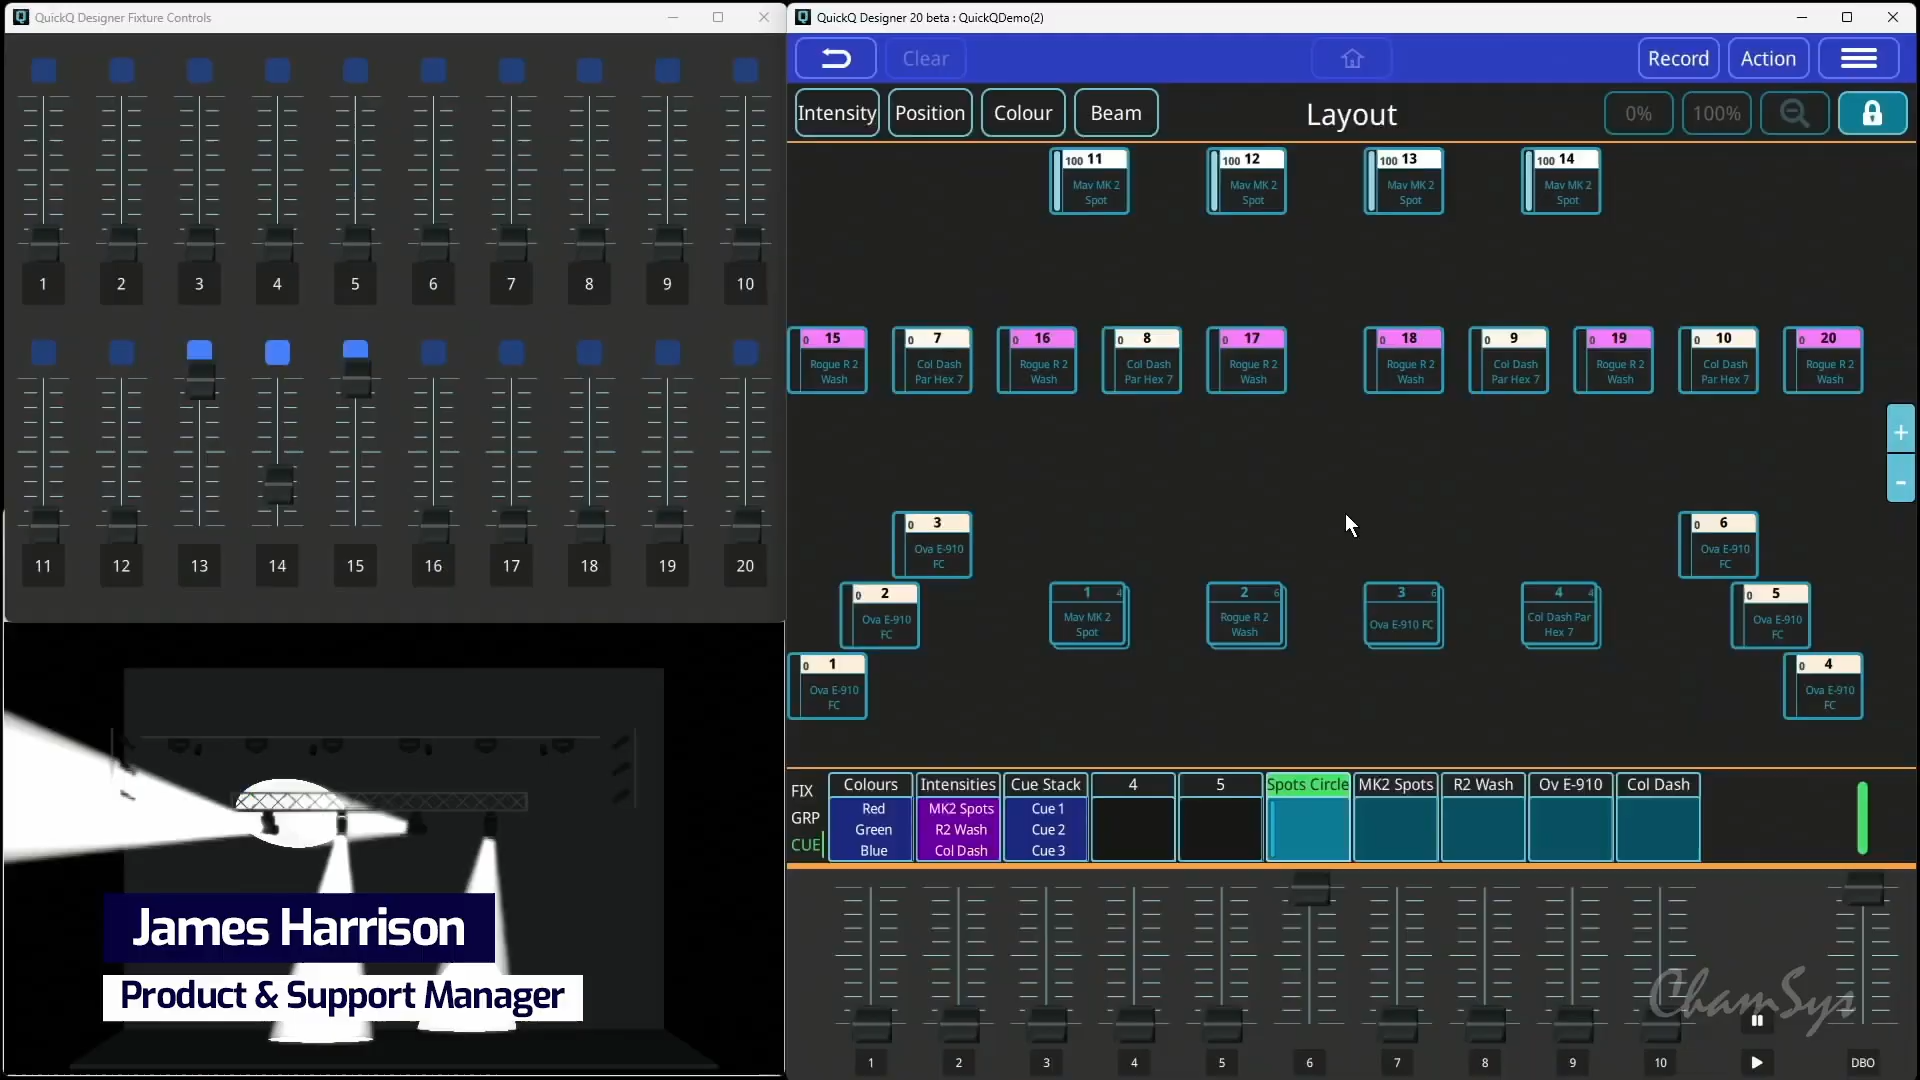 QuickQ Designer Fixture Controls
1 2 3 4 5 6 7 8 9 10
11 12 13 14 15 16 17 18 19 20
James Harrison
Product & Support Manager
QuickQ Designer 20 beta : QuickQDemo(2)
Clear
Record Action
Intensity Position Colour Beam
Layout
0% 100%
100 11 100 12 100 13 100 14
Mav MK 2 Mav MK 2 Mav MK 2 Mav MK 2
Spot Spot Spot Spot
0 15 0 7 0 16 0 8 0 17 0 18 0 9 0 19 0 10 0 20
Rogue R 2 Col Dash Rogue R 2 Col Dash Rogue R 2 Rogue R 2 Col Dash Rogue R 2 Col Dash Rogue R 2
Wash Par Hex 7 Wash Par Hex 7 Wash Wash Par Hex 7 Wash Par Hex 7 Wash
+
-
0 3 0 6
Ova E-910 Ova E-910
FC FC
0 2 1 4 2 6 3 6 4 4 0 5
Ova E-910 Mav MK 2 Rogue R 2 Ova E-910 FC Col Dash Par Ova E-910
FC Spot Wash Hex 7 FC
0 1 0 4
Ova E-910 Ova E-910
FC FC
FIX
GRP
CUE
Colours Intensities Cue Stack 4 5 Spots Circle MK2 Spots R2 Wash Ov E-910 Col Dash
Red MK2 Spots Cue 1
Green R2 Wash Cue 2
Blue Col Dash Cue 3
ChamSys
1 2 3 4 5 6 7 8 9 10 DBO